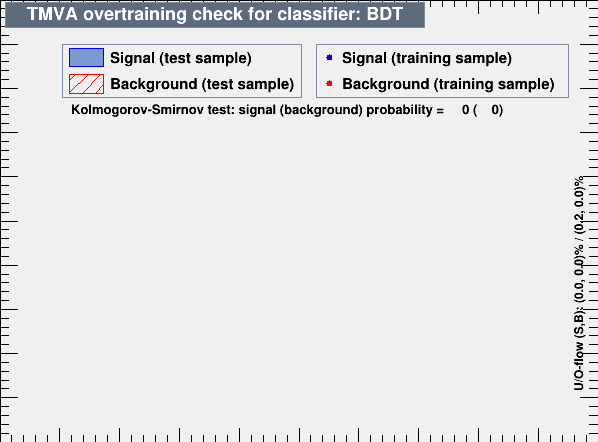 TMVA overtraining check for classifier: BDT
Signal (test sample)
Background (test sample)
Signal (training sample)
Background (training sample)
Kolmogorov-Smirnov test: signal (background) probability = 0 ( 0)
U/O-flow (S,B): (0.0, 0.0)% / (0.2, 0.0)%